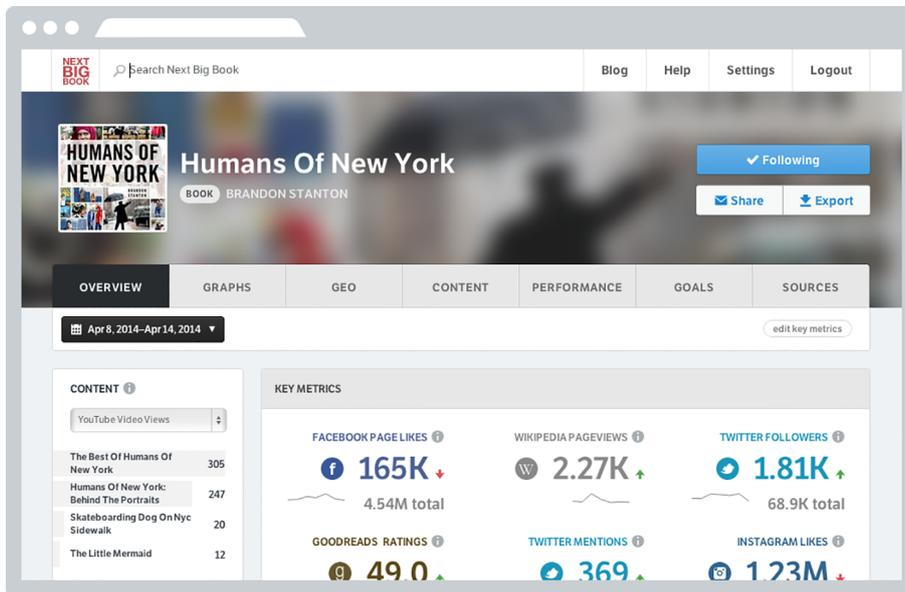 NEXT
BIG
BOOK
Search Next Big Book
Blog
Help
Settings
Logout
HUMANS OF
NEW YORK
BRANDON
STANTON
Humans Of New York
BOOK BRANDON STANTON
Following
Share
Export
OVERVIEW
GRAPHS
GEO
CONTENT
PERFORMANCE
GOALS
SOURCES
Apr 8, 2014–Apr 14, 2014
edit key metrics
CONTENT
YouTube Video Views
The Best Of Humans Of
New York
305
Humans Of New York:
Behind The Portraits
247
Skateboarding Dog On Nyc
Sidewalk
20
The Little Mermaid
12
KEY METRICS
FACEBOOK PAGE LIKES
165K
4.54M total
WIKIPEDIA PAGEVIEWS
2.27K
TWITTER FOLLOWERS
1.81K
68.9K total
GOODREADS RATINGS
49.0
TWITTER MENTIONS
369
INSTAGRAM LIKES
1.23M